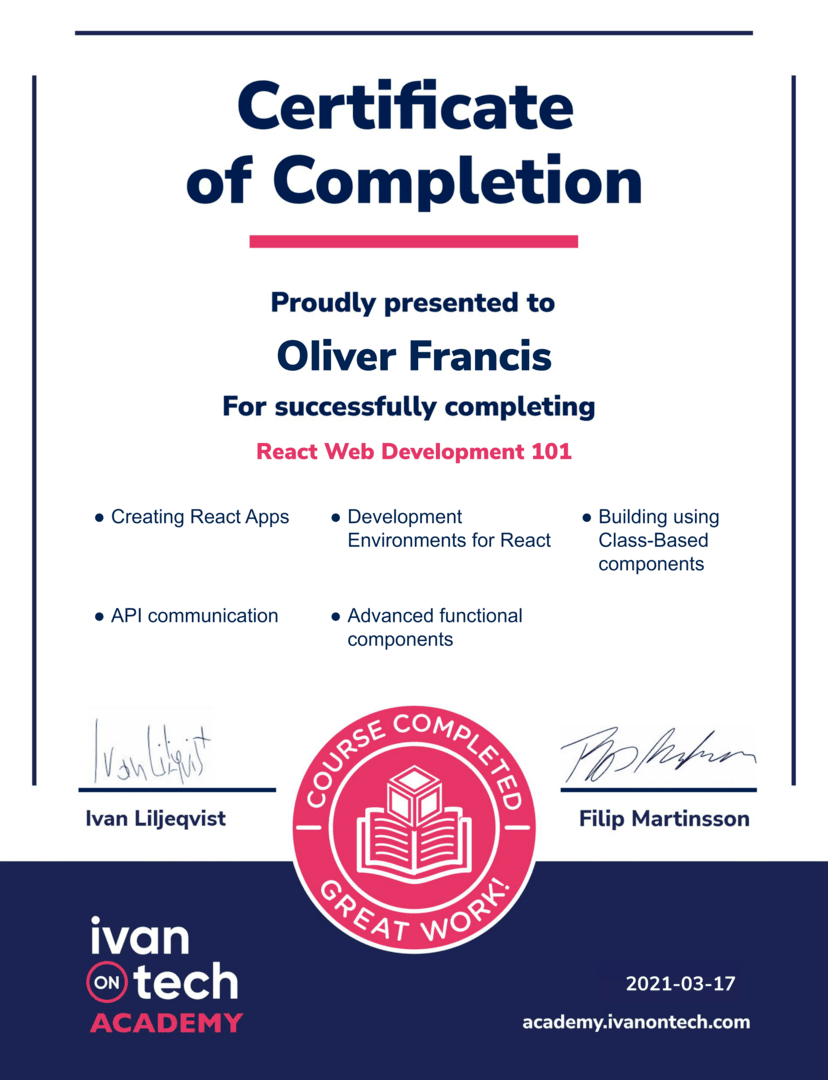 Certificate
of Completion
Proudly presented to
Oliver Francis
For successfully completing
React Web Development 101
● Creating React Apps
● Development
Environments for React
● Building using
Class-Based
components
● API communication
● Advanced functional
components
Ivan Liljeqvist
Ivan Liljeqvist
COURSE COMPLETED
GREAT WORK!
Filip Martinsson
ivan
ON tech
ACADEMY
2021-03-17
academy.ivanontech.com